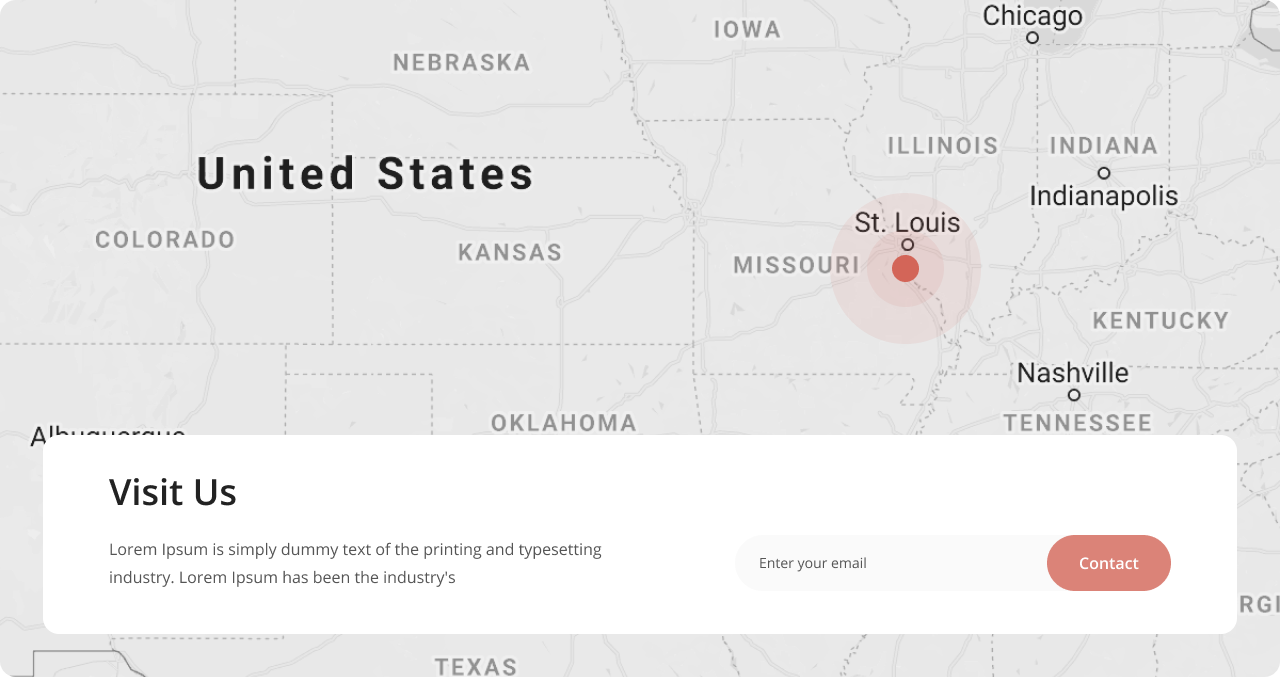 Chicago
IOWA
NEBRASKA
ILLINOIS
INDIANA
United States
Indianapolis
St. Louis
COLORADO
KANSAS
MISSOURI
KENTUCKY
Nashville
OKLAHOMA
TENNESSEE
Albuquerque
Visit Us
Lorem Ipsum is simply dummy text of the printing and typesetting
industry. Lorem Ipsum has been the industry's
Enter your email
Contact
RGI
TEXAS